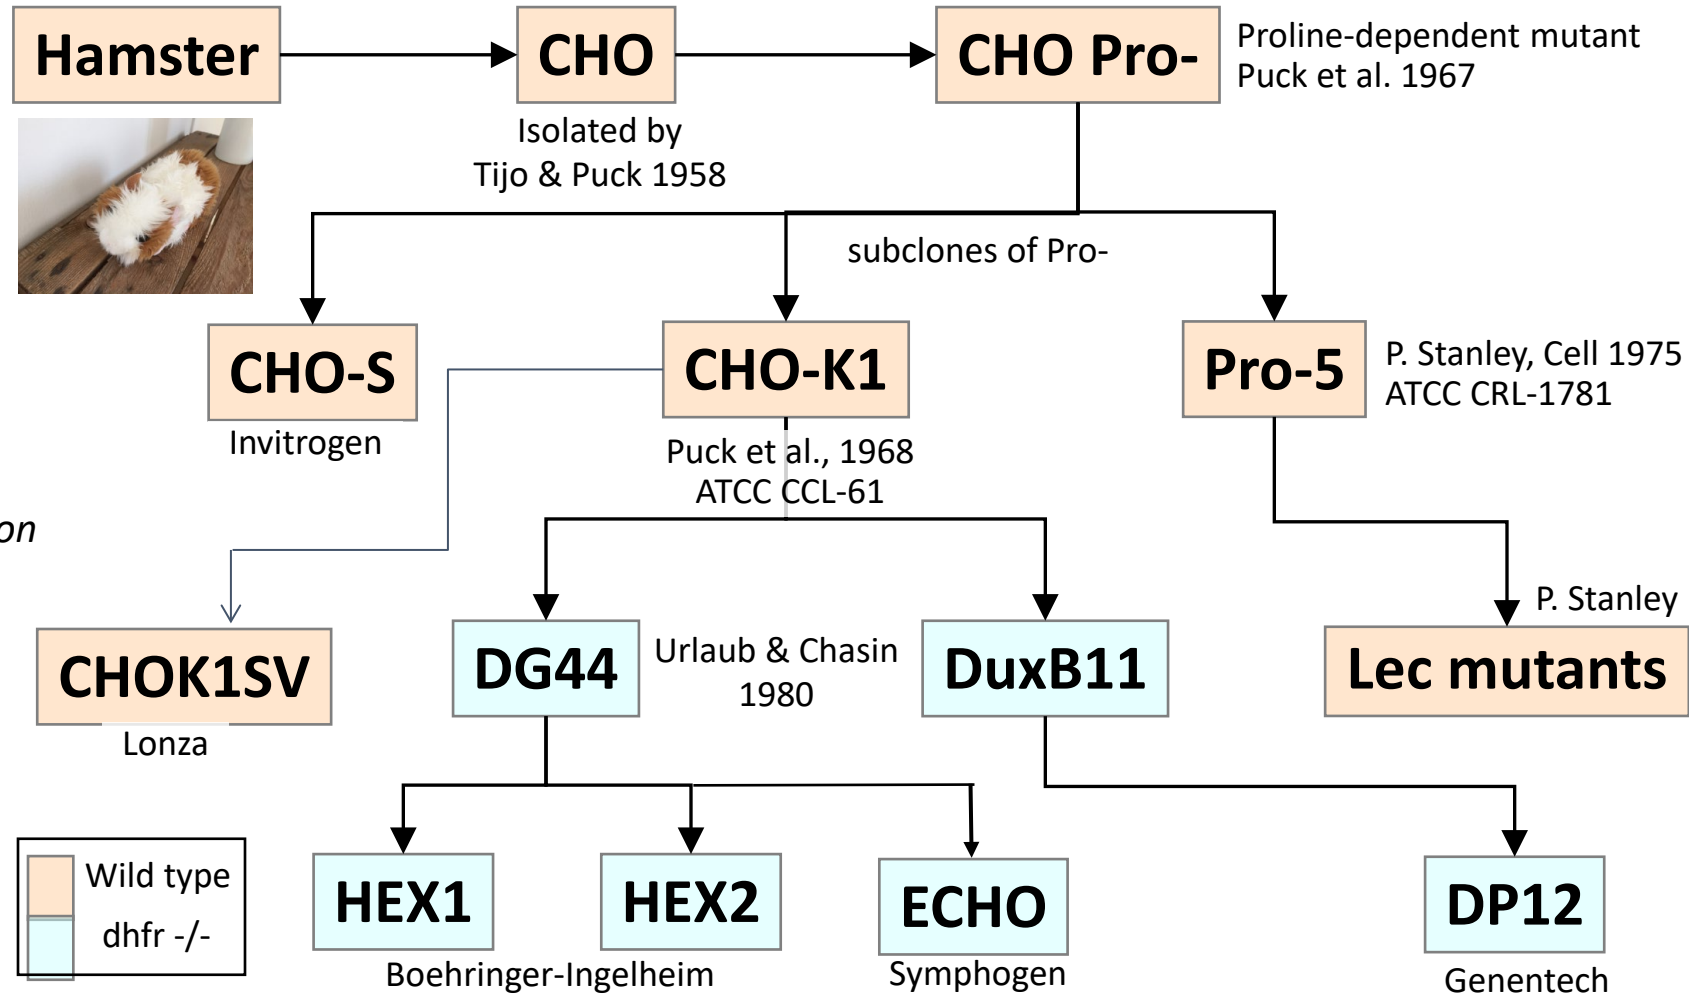 Hamster
CHO
CHO Pro-
Proline-dependent mutant
Puck et al. 1967
Isolated by
Tijo & Puck 1958
subclones of Pro-
CHO-S
CHO-K1
Pro-5
P. Stanley, Cell 1975
ATCC CRL-1781
Invitrogen
Puck et al., 1968
ATCC CCL-61
on
P. Stanley
CHOK1SV
DG44
Urlaub & Chasin
1980
DuxB11
Lec mutants
Lonza
Wild type
dhfr -/-
HEX1
HEX2
ECHO
DP12
Boehringer-Ingelheim
Symphogen
Genentech